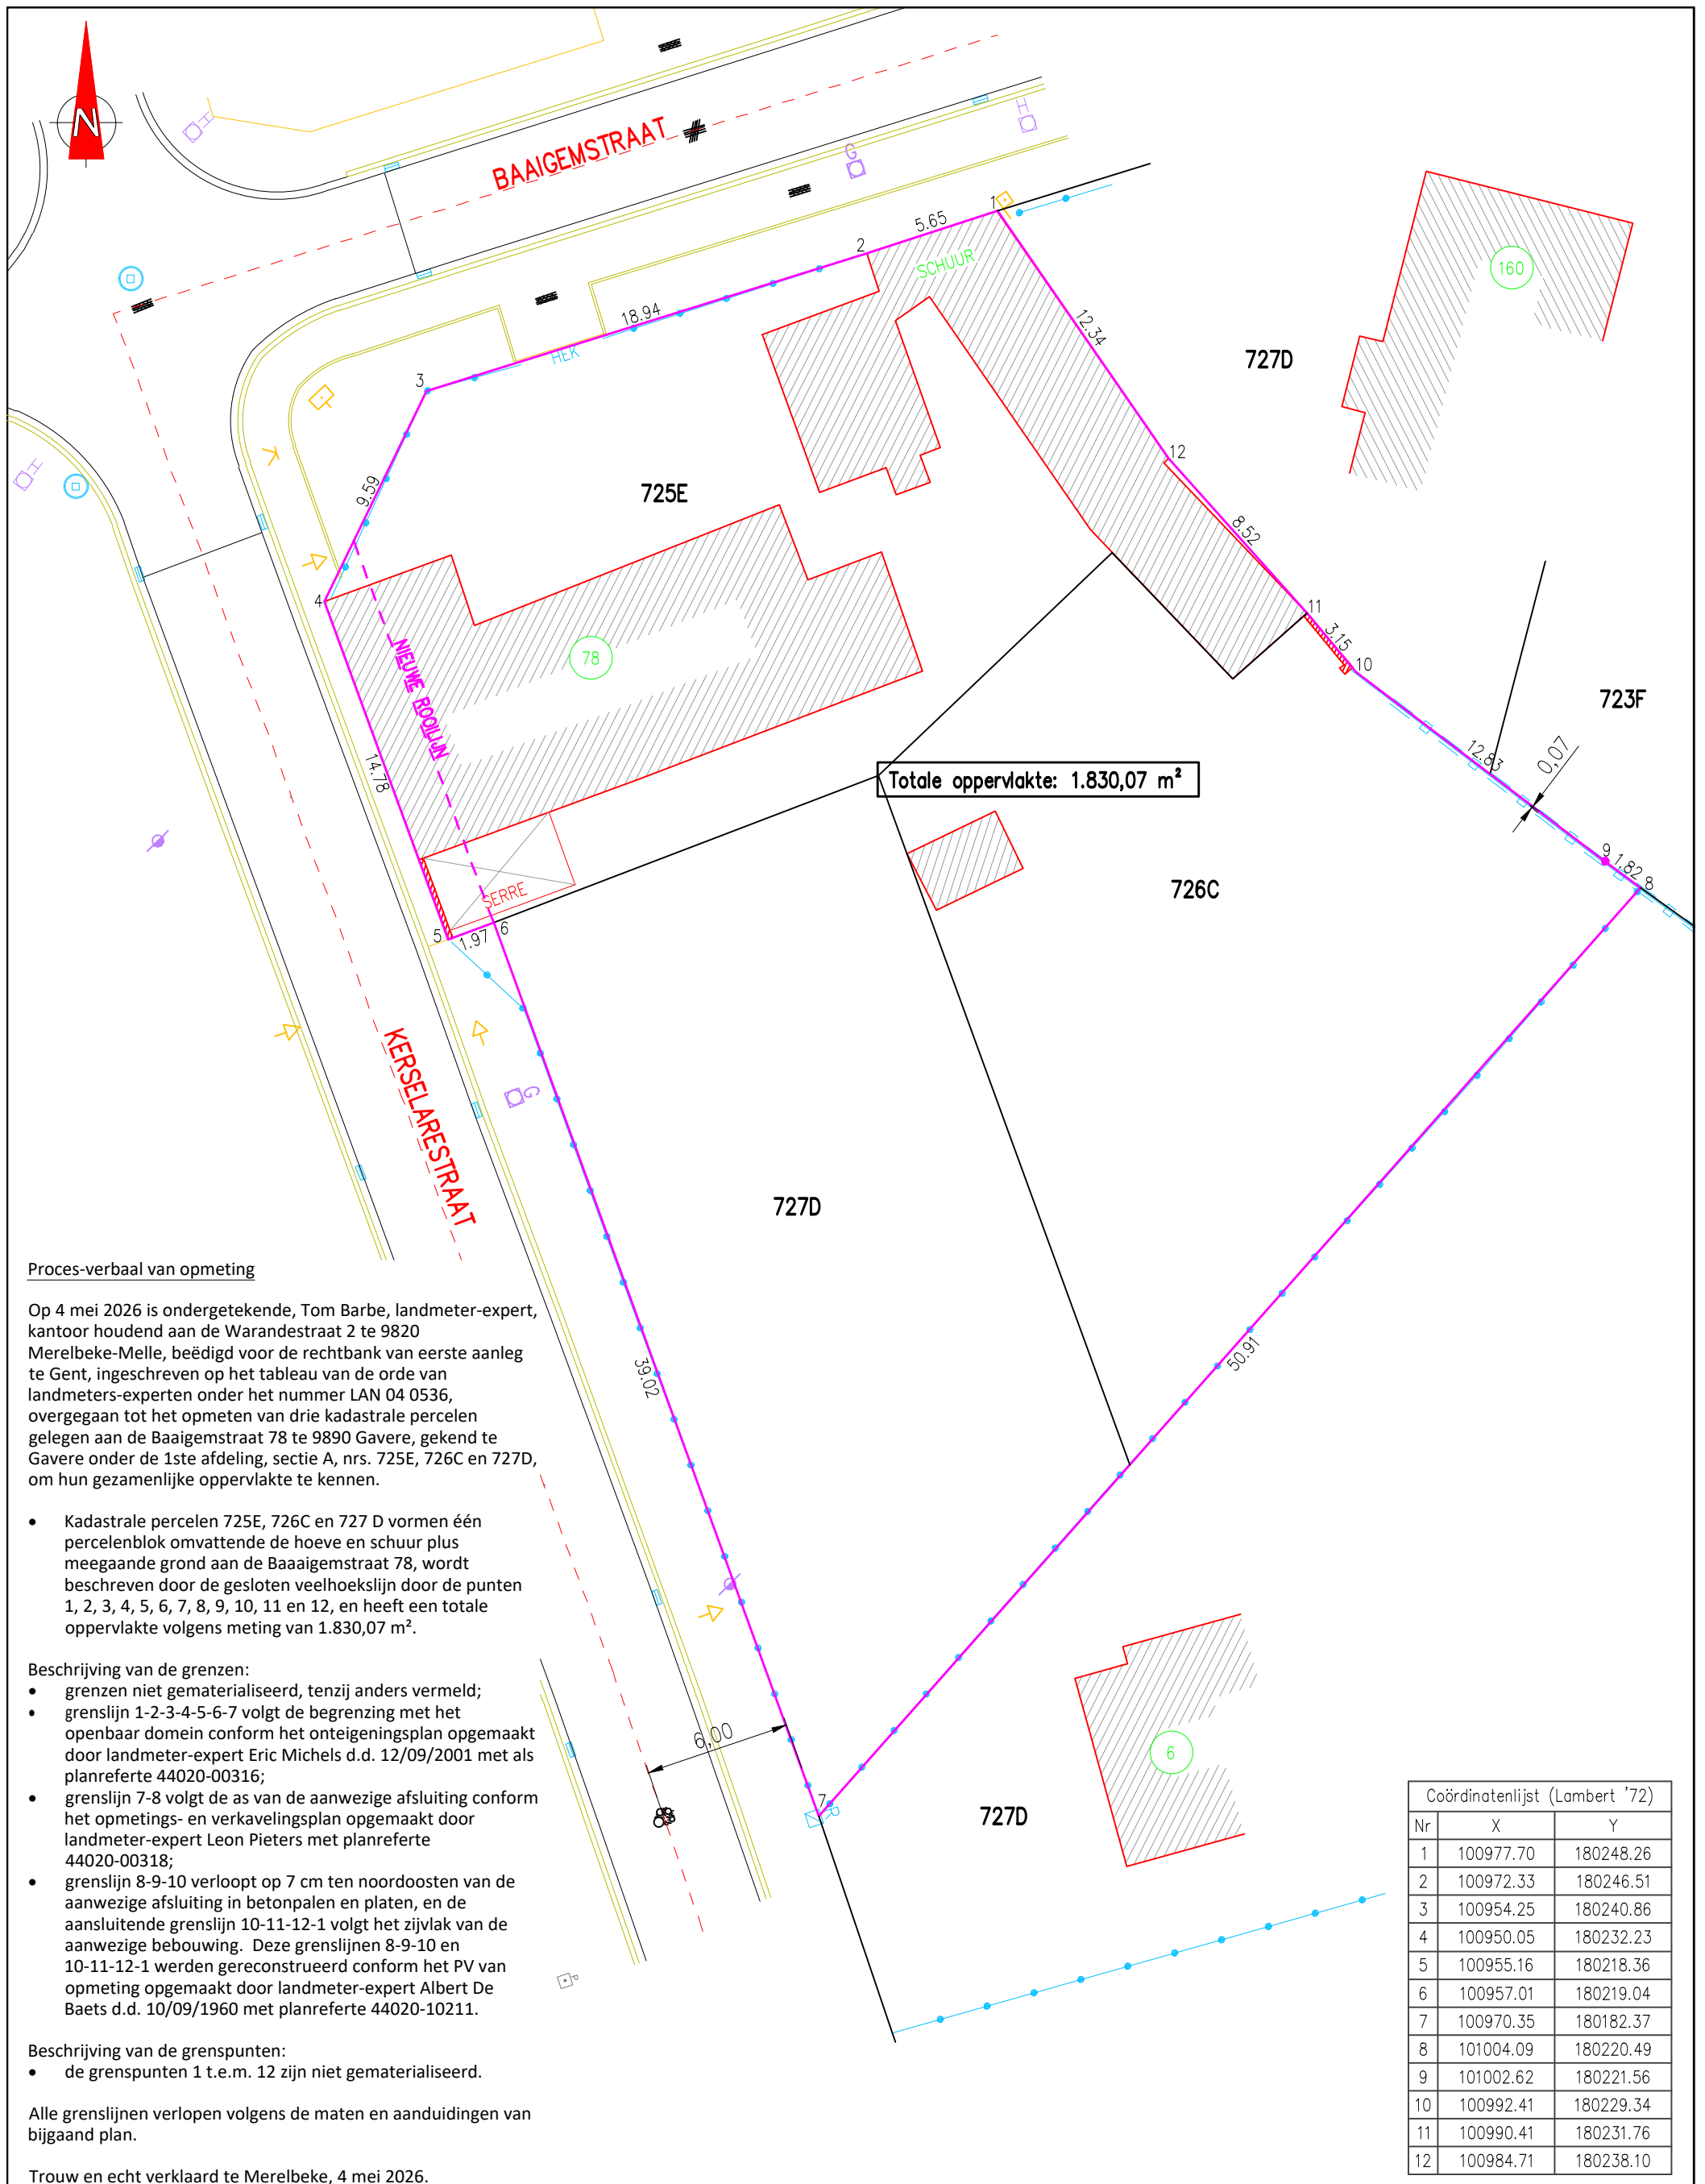 N
BAAIGEMSTRAAT
H
G
H
1
5.65
2
SCHUUR
160
18.94
HEK
12.34
727D
3
12
9.59
725E
8.52
4
11
3.15
10
78
NIEUWE ROOILIJN
723F
14.78
12.83
0,07
Totale oppervlakte: 1.830,07 m²
9
1.82
8
SERRE
726C
5
1.97
6
H
K
KERSELARESTRAAT
G
727D
39.02
50.91
6,00
6
7
R
727D
P
Proces-verbaal van opmeting
Op 4 mei 2026 is ondergetekende, Tom Barbe, landmeter-expert,
kantoor houdend aan de Warandestraat 2 te 9820
Merelbeke-Melle, beëdigd voor de rechtbank van eerste aanleg
te Gent, ingeschreven op het tableau van de orde van
landmeters-experten onder het nummer LAN 04 0536,
overgegaan tot het opmeten van drie kadastrale percelen
gelegen aan de Baaigemstraat 78 te 9890 Gavere, gekend te
Gavere onder de 1ste afdeling, sectie A, nrs. 725E, 726C en 727D,
om hun gezamenlijke oppervlakte te kennen.
• Kadastrale percelen 725E, 726C en 727 D vormen één
percelenblok omvattende de hoeve en schuur plus
meegaande grond aan de Baaaigemstraat 78, wordt
beschreven door de gesloten veelhoekslijn door de punten
1, 2, 3, 4, 5, 6, 7, 8, 9, 10, 11 en 12, en heeft een totale
oppervlakte volgens meting van 1.830,07 m².
Beschrijving van de grenzen:
• grenzen niet gematerialiseerd, tenzij anders vermeld;
• grenslijn 1-2-3-4-5-6-7 volgt de begrenzing met het
openbaar domein conform het onteigeningsplan opgemaakt
door landmeter-expert Eric Michels d.d. 12/09/2001 met als
planreferte 44020-00316;
• grenslijn 7-8 volgt de as van de aanwezige afsluiting conform
het opmetings- en verkavelingsplan opgemaakt door
landmeter-expert Leon Pieters met planreferte
44020-00318;
• grenslijn 8-9-10 verloopt op 7 cm ten noordoosten van de
aanwezige afsluiting in betonpalen en platen, en de
aansluitende grenslijn 10-11-12-1 volgt het zijvlak van de
aanwezige bebouwing. Deze grenslijnen 8-9-10 en
10-11-12-1 werden gereconstrueerd conform het PV van
opmeting opgemaakt door landmeter-expert Albert De
Baets d.d. 10/09/1960 met planreferte 44020-10211.
Beschrijving van de grenspunten:
• de grenspunten 1 t.e.m. 12 zijn niet gematerialiseerd.
Alle grenslijnen verlopen volgens de maten en aanduidingen van
bijgaand plan.
Trouw en echt verklaard te Merelbeke, 4 mei 2026.
Coördinatenlijst (Lambert '72)
Nr X Y
1 100977.70 180248.26
2 100972.33 180246.51
3 100954.25 180240.86
4 100950.05 180232.23
5 100955.16 180218.36
6 100957.01 180219.04
7 100970.35 180182.37
8 101004.09 180220.49
9 101002.62 180221.56
10 100992.41 180229.34
11 100990.41 180231.76
12 100984.71 180238.10